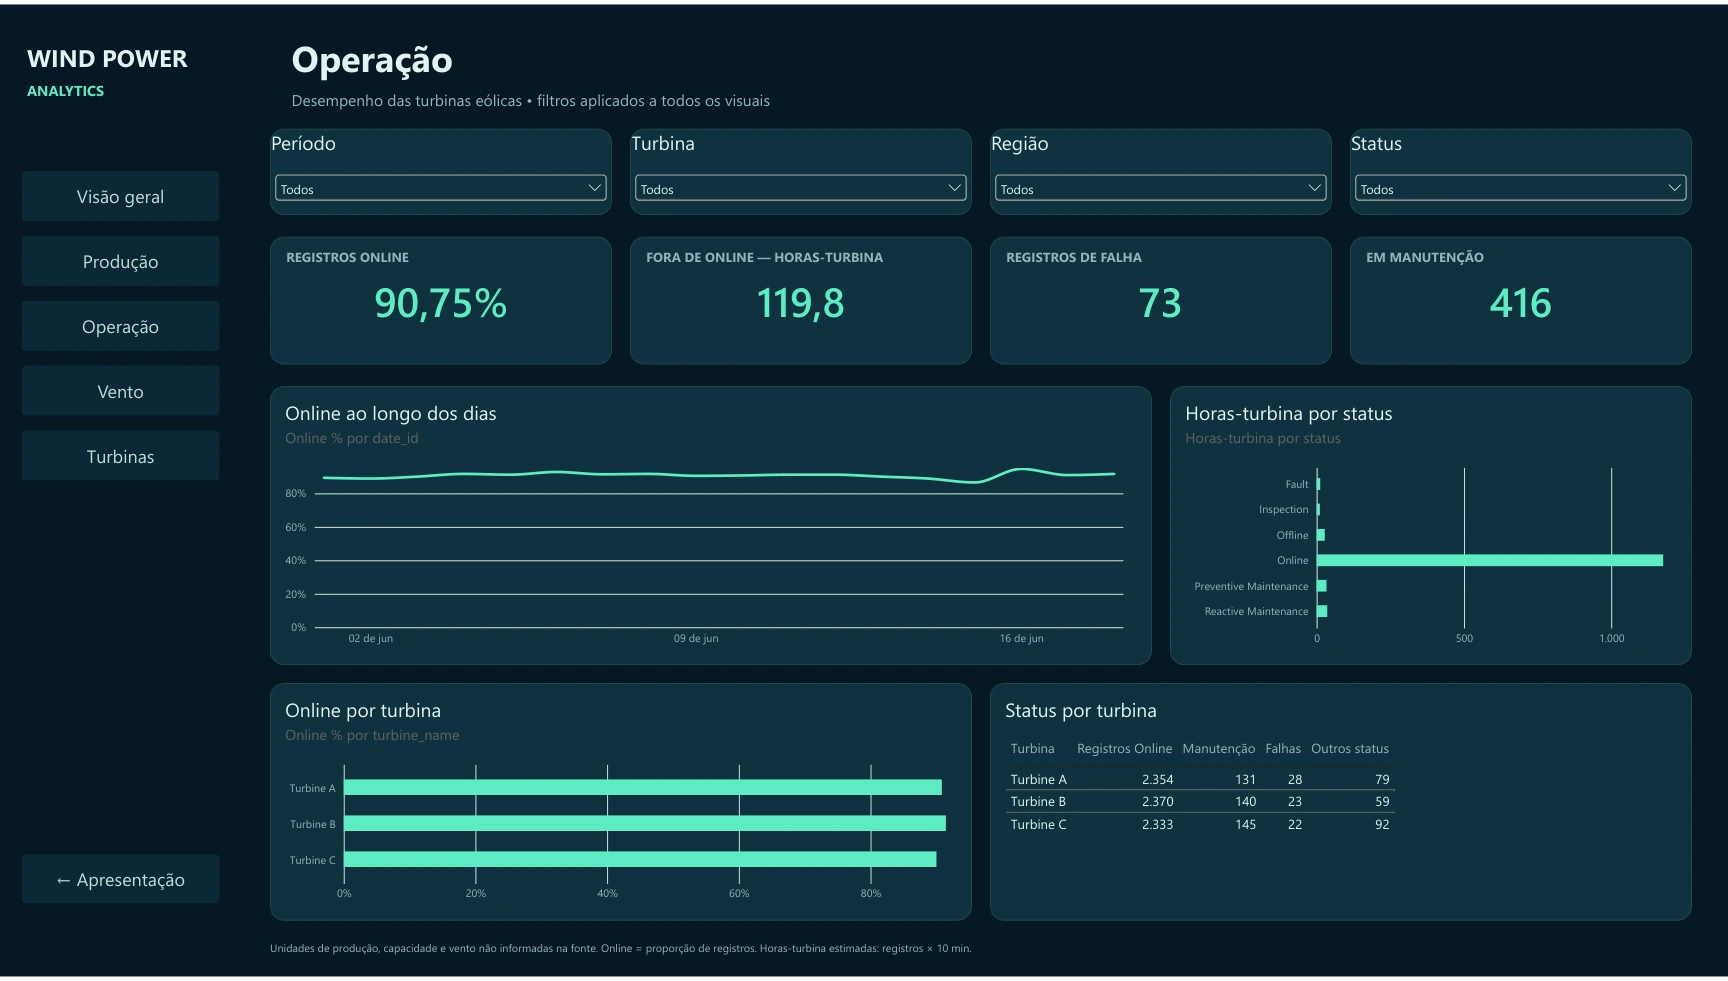 WIND POWER
ANALYTICS
Visão geral
Produção
Operação
Vento
Turbinas
← Apresentação
Operação
Desempenho das turbinas eólicas • filtros aplicados a todos os visuais
Período
Todos
Turbina
Todos
Região
Todos
Status
Todos
REGISTROS ONLINE
90,75%
FORA DE ONLINE — HORAS-TURBINA
119,8
REGISTROS DE FALHA
73
EM MANUTENÇÃO
416
Online ao longo dos dias
Online % por date_id
80%
60%
40%
20%
0%
02 de jun 09 de jun 16 de jun
Horas-turbina por status
Horas-turbina por status
Fault
Inspection
Offline
Online
Preventive Maintenance
Reactive Maintenance
0 500 1.000
Online por turbina
Online % por turbine_name
Turbine A
Turbine B
Turbine C
0% 20% 40% 60% 80%
Status por turbina
Turbina Registros Online Manutenção Falhas Outros status
Turbine A 2.354 131 28 79
Turbine B 2.370 140 23 59
Turbine C 2.333 145 22 92
Unidades de produção, capacidade e vento não informadas na fonte. Online = proporção de registros. Horas-turbina estimadas: registros × 10 min.